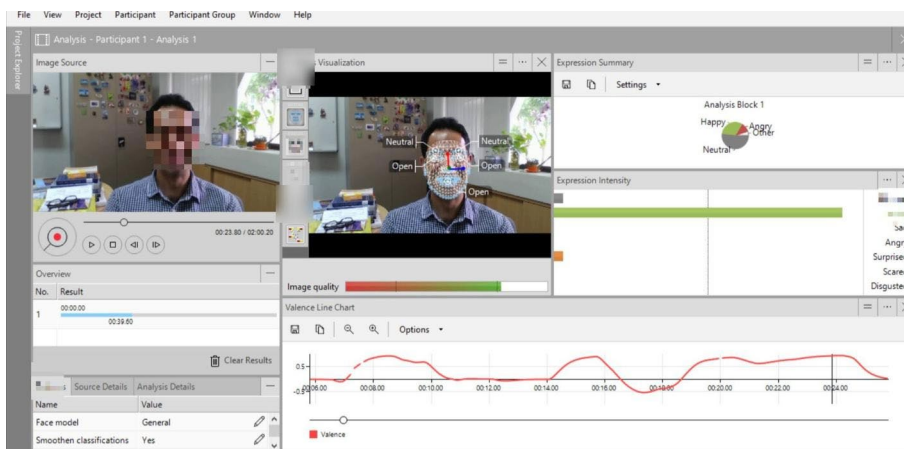 File View Project Participant Participant Group Window Help
Project Explorer
Analysis - Participant 1 - Analysis 1
Image Source
Visualization
Expression Summary
Settings
Analysis Block 1
Happy
Angry
Other
Neutral
Neutral
Neutral
Open
Open
Open
Expression Intensity
Angry
Surprised
Scared
Disgusted
00:23.80 / 02:00.20
Image quality
Overview
No. Result
1 00:00.00
00:39.60
Clear Results
Source Details Analysis Details
Name Value
Face model General
Smoothen classifications Yes
Valence Line Chart
Options
0.5
-0.5
00:06.00 00:08.00 00:10.00 00:12.00 00:14.00 00:16.00 00:18.00 00:20.00 00:22.00 00:24.00
Valence